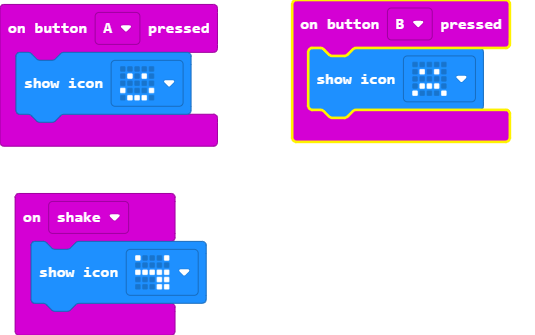 on button A pressed
show icon
on button B pressed
show icon
on shake
show icon